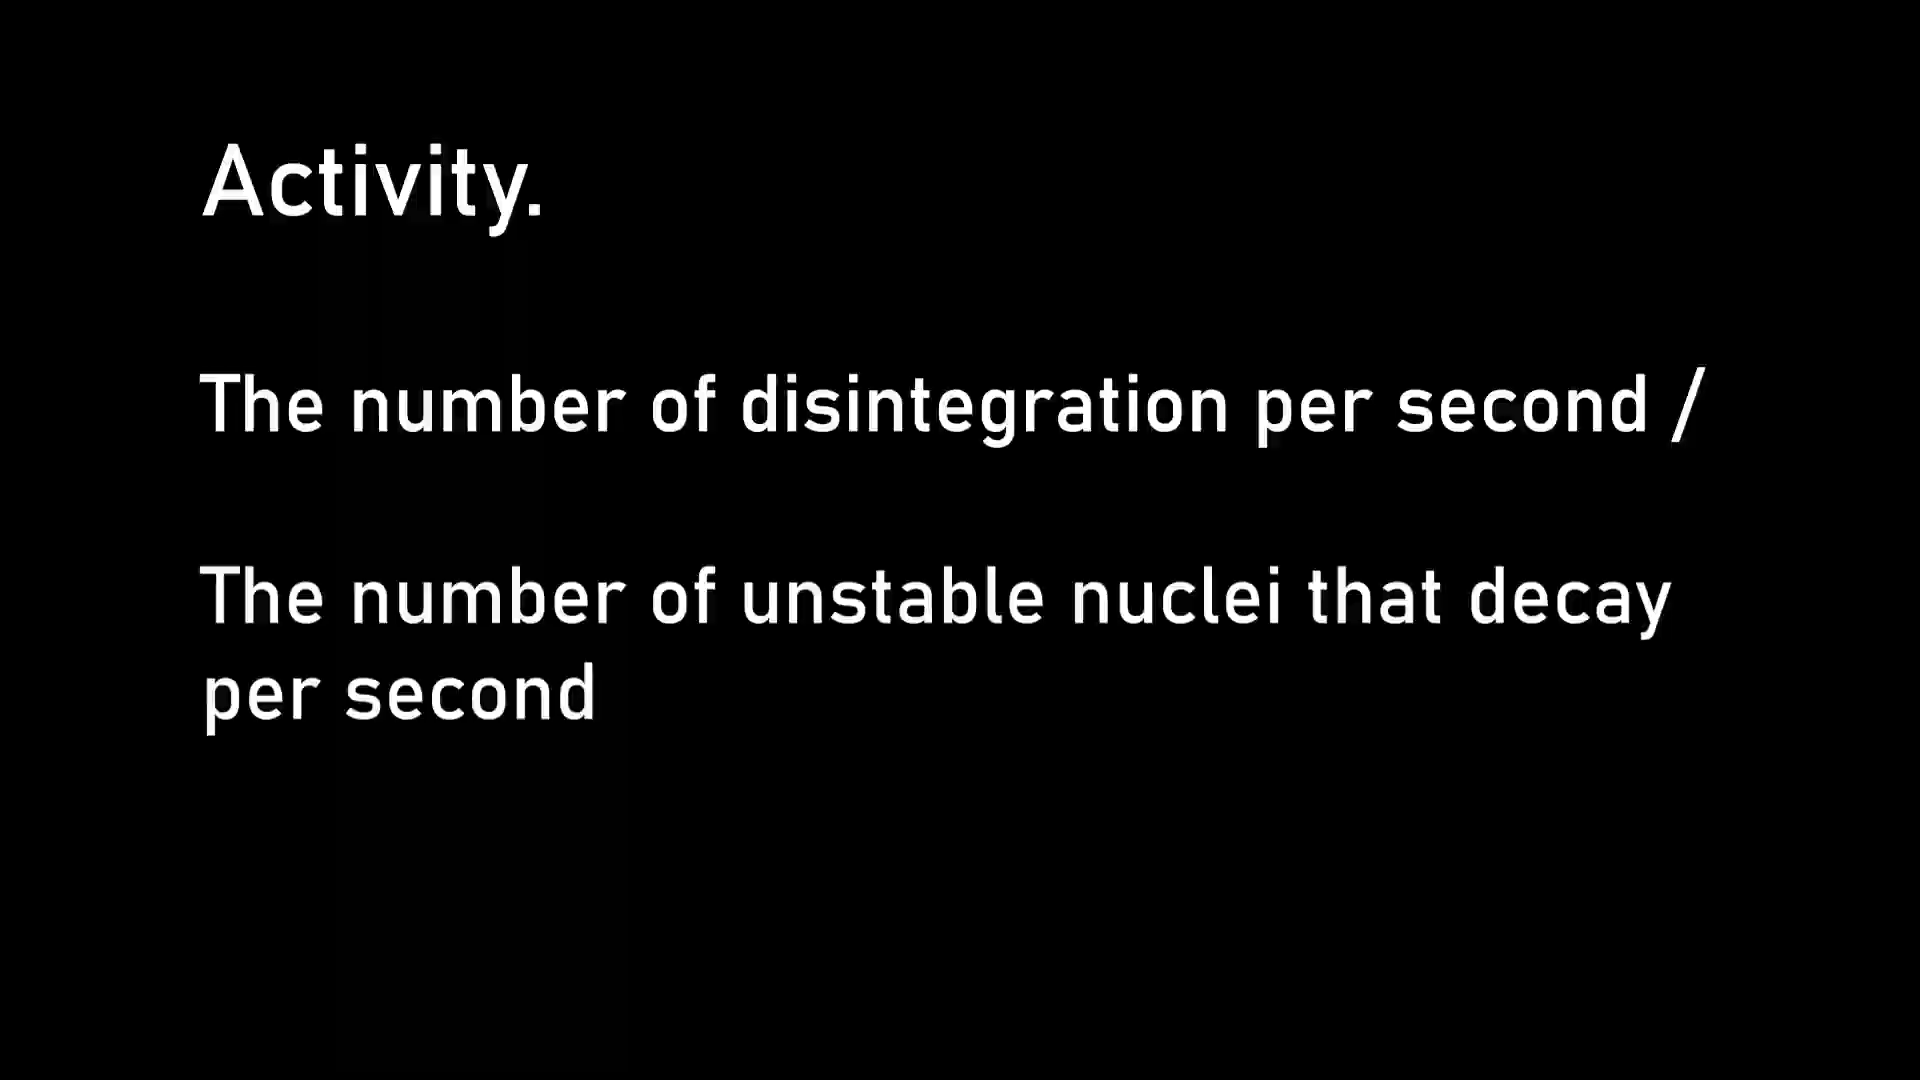 Activity.
The number of disintegration per second /
The number of unstable nuclei that decay
per second